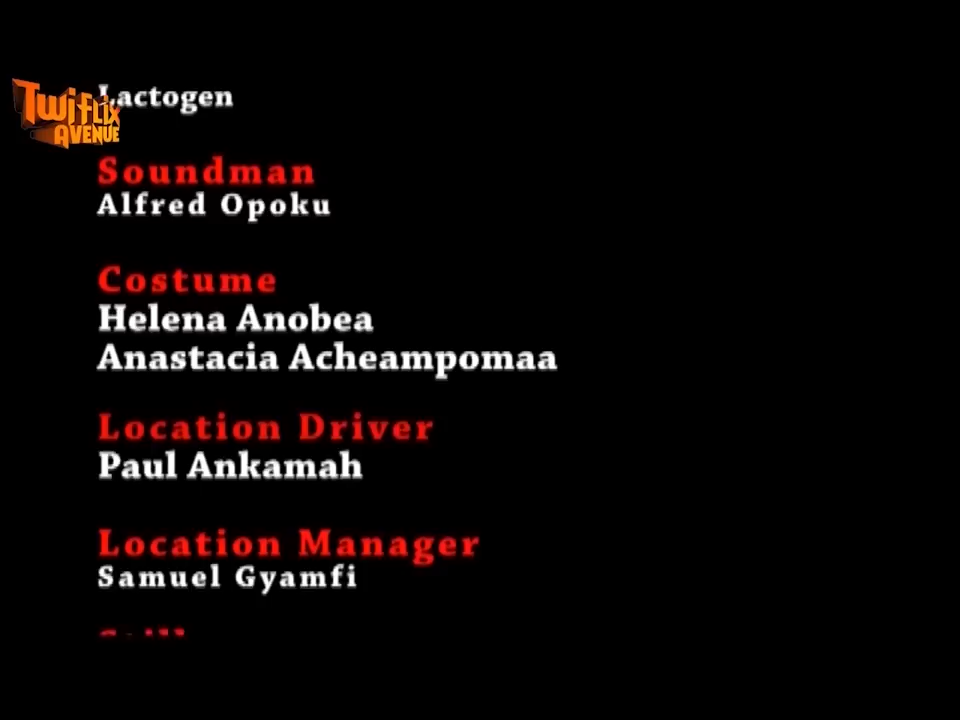 TWIFLIX
AVENUE
Lactogen
Soundman
Alfred Opoku
Costume
Helena Anobea
Anastacia Acheampomaa
Location Driver
Paul Ankamah
Location Manager
Samuel Gyamfi